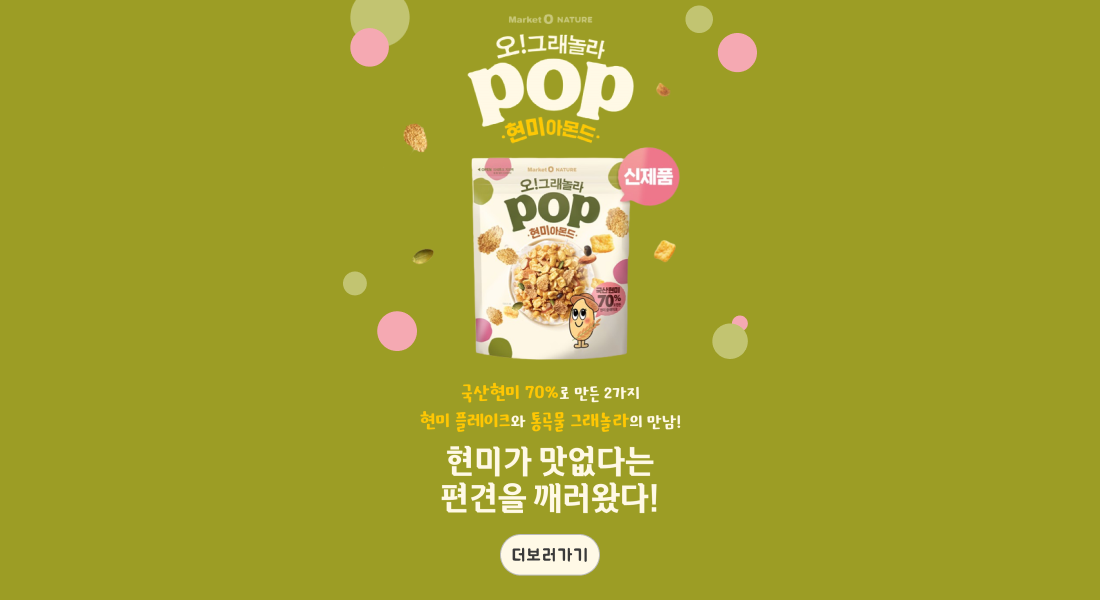 Market O NATURE
오!그래놀라
pop
·현미아몬드·
신제품
Market O NATURE
오!그래놀라
pop
·현미아몬드·
국산현미
70%
국산현미 70%로 만든 2가지
현미 플레이크와 통곡물 그래놀라의 만남!
현미가 맛없다는
편견을 깨러왔다!
더보러가기